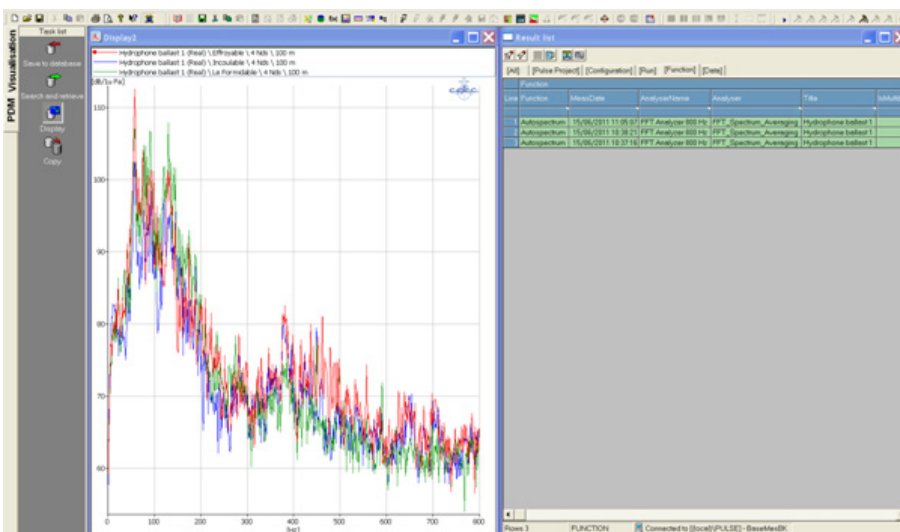 PDM Visualisation
Task list
Save to database
Search and retrieve
Display
Copy
Display2
Hydrophone ballast 1 (Real) \ Effroyable \ 4 Nds \ 100 m
Hydrophone ballast 1 (Real) \ Incoulable \ 4 Nds \ 100 m
Hydrophone ballast 1 (Real) \ Le Formidable \ 4 Nds \ 100 m
[dB/1u Pa]
110
100
90
80
70
60
0 100 200 300 400 500 600 700 800
[Hz]
Result list
[All] [Pulse Project] [Configuration] [Run] [Function] [Data]
Function
Line Function MeasDate AnalyserName Analyser Title
1 Autospectrum 15/06/2011 11:05:07 FFT Analyzer 800 Hz FFT_Spectrum_Averaging Hydrophone ballast 1
2 Autospectrum 15/06/2011 10:38:21 FFT Analyzer 800 Hz FFT_Spectrum_Averaging Hydrophone ballast 1
3 Autospectrum 15/06/2011 10:37:16 FFT Analyzer 800 Hz FFT_Spectrum_Averaging Hydrophone ballast 1
Rows 3 FUNCTION Connected to [(local)\PULSE] - BaseMesBK